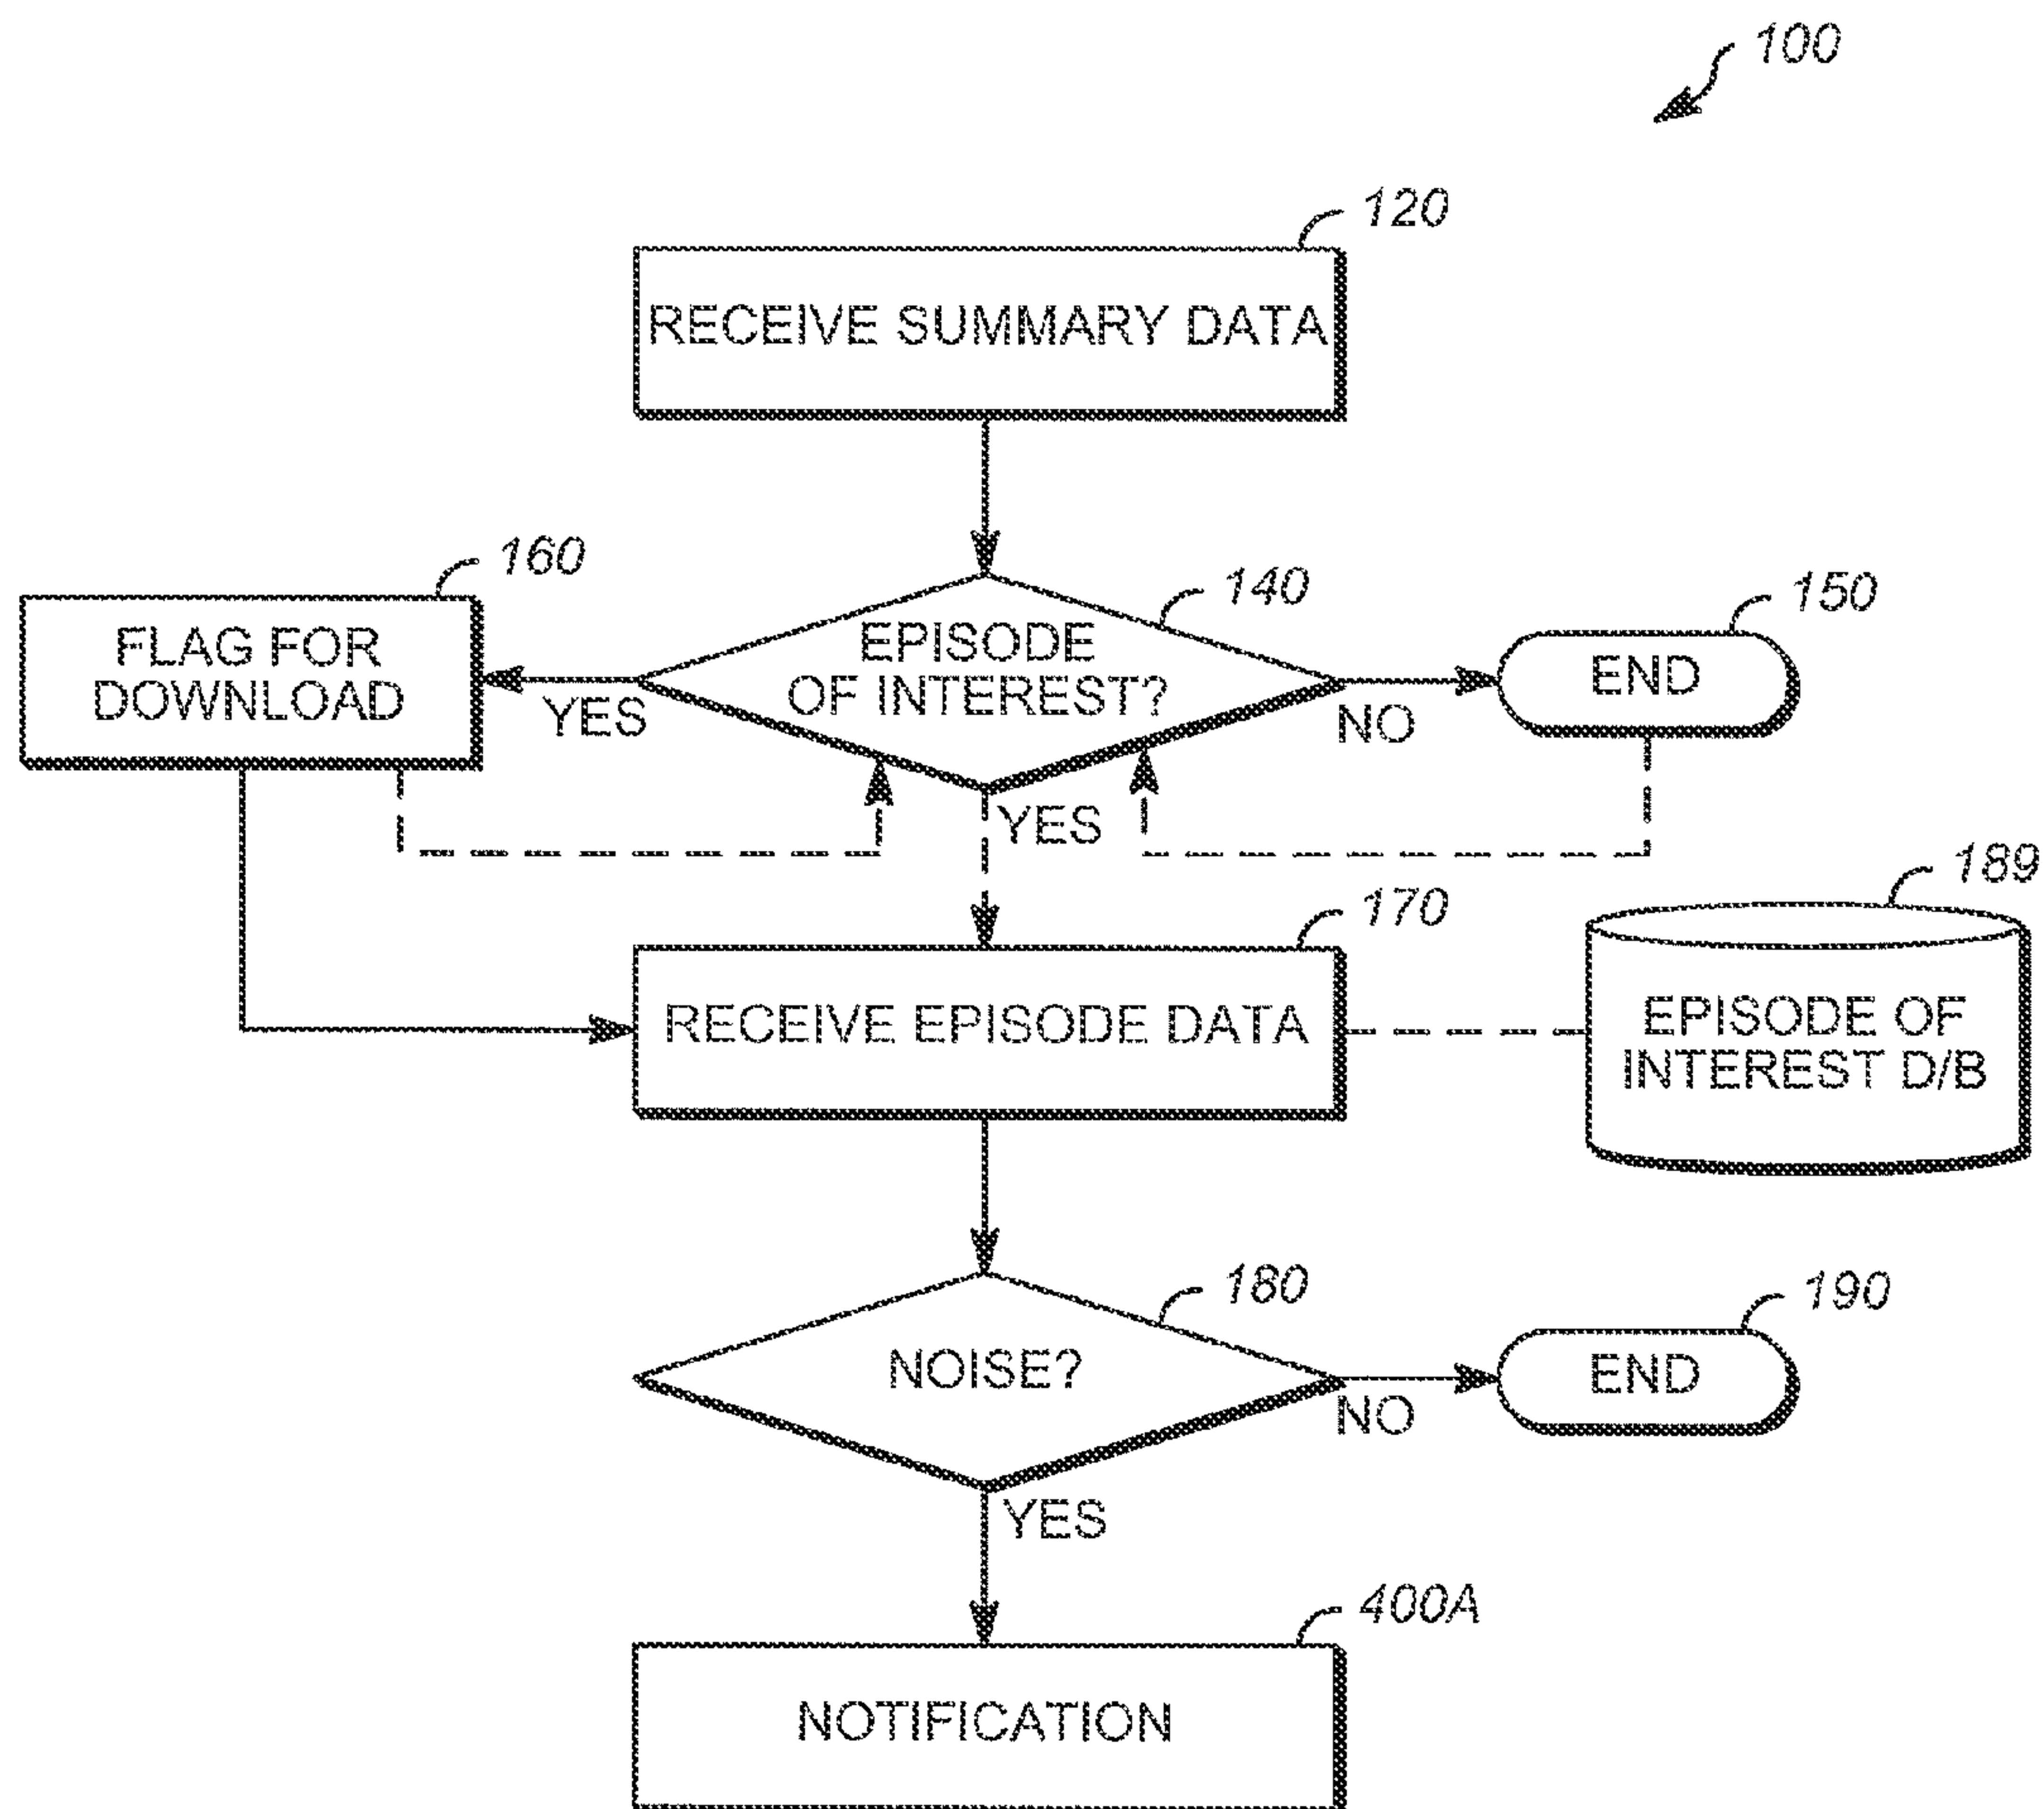 100
120
RECEIVE SUMMARY DATA
160
140
150
FLAG FOR
DOWNLOAD
EPISODE
OF INTEREST?
END
YES
NO
YES
189
170
RECEIVE EPISODE DATA
EPISODE OF
INTEREST D/B
180
190
NOISE?
END
NO
YES
400A
NOTIFICATION